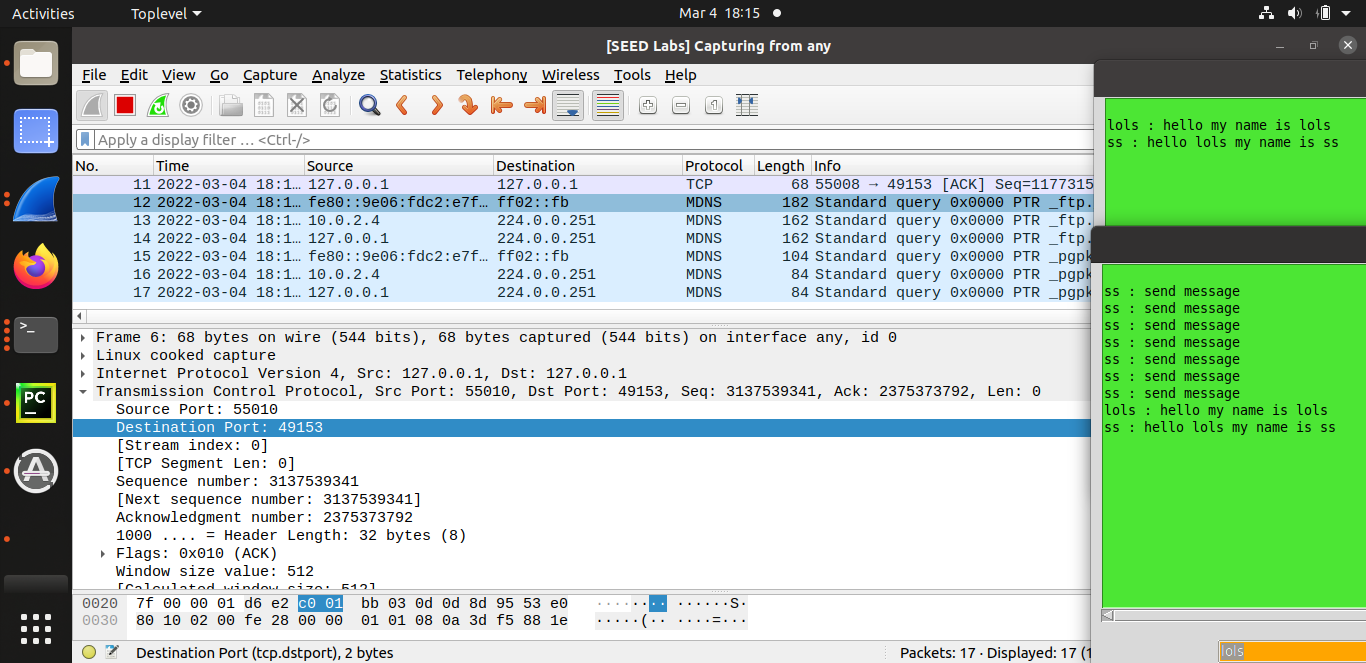 Activities Toplevel Mar 4 18:15
[SEED Labs] Capturing from any
File Edit View Go Capture Analyze Statistics Telephony Wireless Tools Help
Apply a display filter … <Ctrl-/>
No. Time Source Destination Protocol Length Info
11 2022-03-04 18:1… 127.0.0.1 127.0.0.1 TCP 68 55008 → 49153 [ACK] Seq=1177315
12 2022-03-04 18:1… fe80::9e06:fdc2:e7f… ff02::fb MDNS 182 Standard query 0x0000 PTR _ftp.
13 2022-03-04 18:1… 10.0.2.4 224.0.0.251 MDNS 162 Standard query 0x0000 PTR _ftp.
14 2022-03-04 18:1… 127.0.0.1 224.0.0.251 MDNS 162 Standard query 0x0000 PTR _ftp.
15 2022-03-04 18:1… fe80::9e06:fdc2:e7f… ff02::fb MDNS 104 Standard query 0x0000 PTR _pgpk
16 2022-03-04 18:1… 10.0.2.4 224.0.0.251 MDNS 84 Standard query 0x0000 PTR _pgpk
17 2022-03-04 18:1… 127.0.0.1 224.0.0.251 MDNS 84 Standard query 0x0000 PTR _pgpk
Frame 6: 68 bytes on wire (544 bits), 68 bytes captured (544 bits) on interface any, id 0
Linux cooked capture
Internet Protocol Version 4, Src: 127.0.0.1, Dst: 127.0.0.1
Transmission Control Protocol, Src Port: 55010, Dst Port: 49153, Seq: 3137539341, Ack: 2375373792, Len: 0
Source Port: 55010
Destination Port: 49153
[Stream index: 0]
[TCP Segment Len: 0]
Sequence number: 3137539341
[Next sequence number: 3137539341]
Acknowledgment number: 2375373792
1000 .... = Header Length: 32 bytes (8)
Flags: 0x010 (ACK)
Window size value: 512
[Calculated window size: 512]
0020 7f 00 00 01 d6 e2 c0 01 bb 03 0d 0d 8d 95 53 e0 ········ ······S·
0030 80 10 02 00 fe 28 00 00 01 01 08 0a 3d f5 88 1e ·····(·· ····=···
Destination Port (tcp.dstport), 2 bytes
Packets: 17 · Displayed: 17 (1
lols : hello my name is lols
ss : hello lols my name is ss
ss : send message
ss : send message
ss : send message
ss : send message
ss : send message
ss : send message
ss : send message
lols : hello my name is lols
ss : hello lols my name is ss
lols
>_
PC